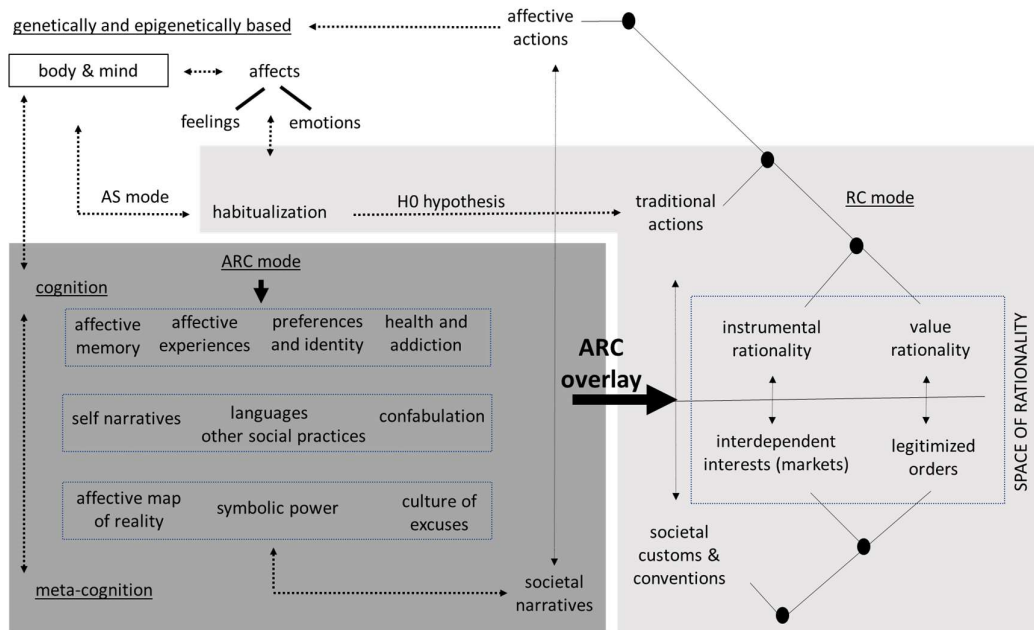 genetically and epigenetically based
affective
actions
body & mind
affects
feelings
emotions
AS mode
habitualization
H0 hypothesis
traditional
actions
RC mode
ARC mode
cognition
affective
memory
affective
experiences
preferences
and identity
health and
addiction
self narratives
languages
other social practices
confabulation
affective map
of reality
symbolic power
culture of
excuses
meta-cognition
societal
narratives
ARC
overlay
instrumental
rationality
value
rationality
interdependent
interests (markets)
legitimized
orders
SPACE OF RATIONALITY
societal
customs &
conventions